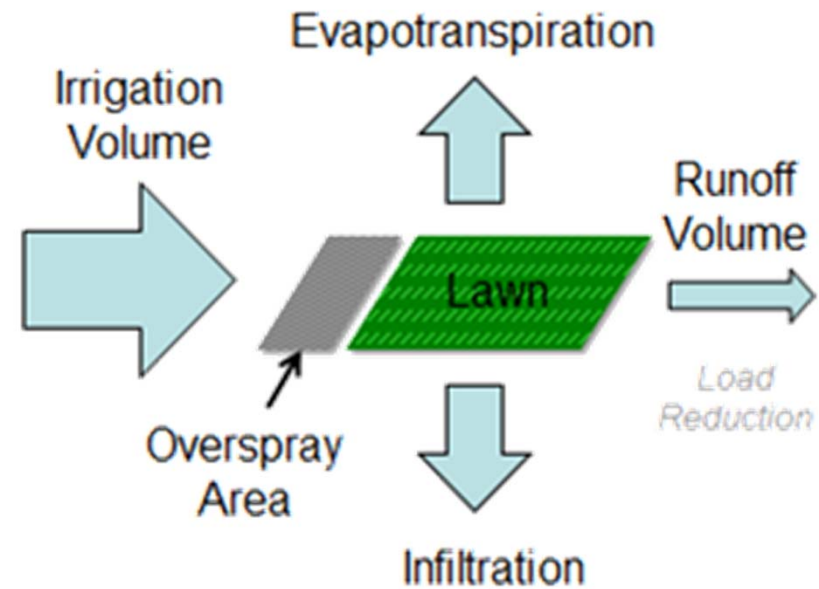 Evapotranspiration
Irrigation
Volume
Runoff
Volume
Lawn
Load
Reduction
Overspray
Area
Infiltration